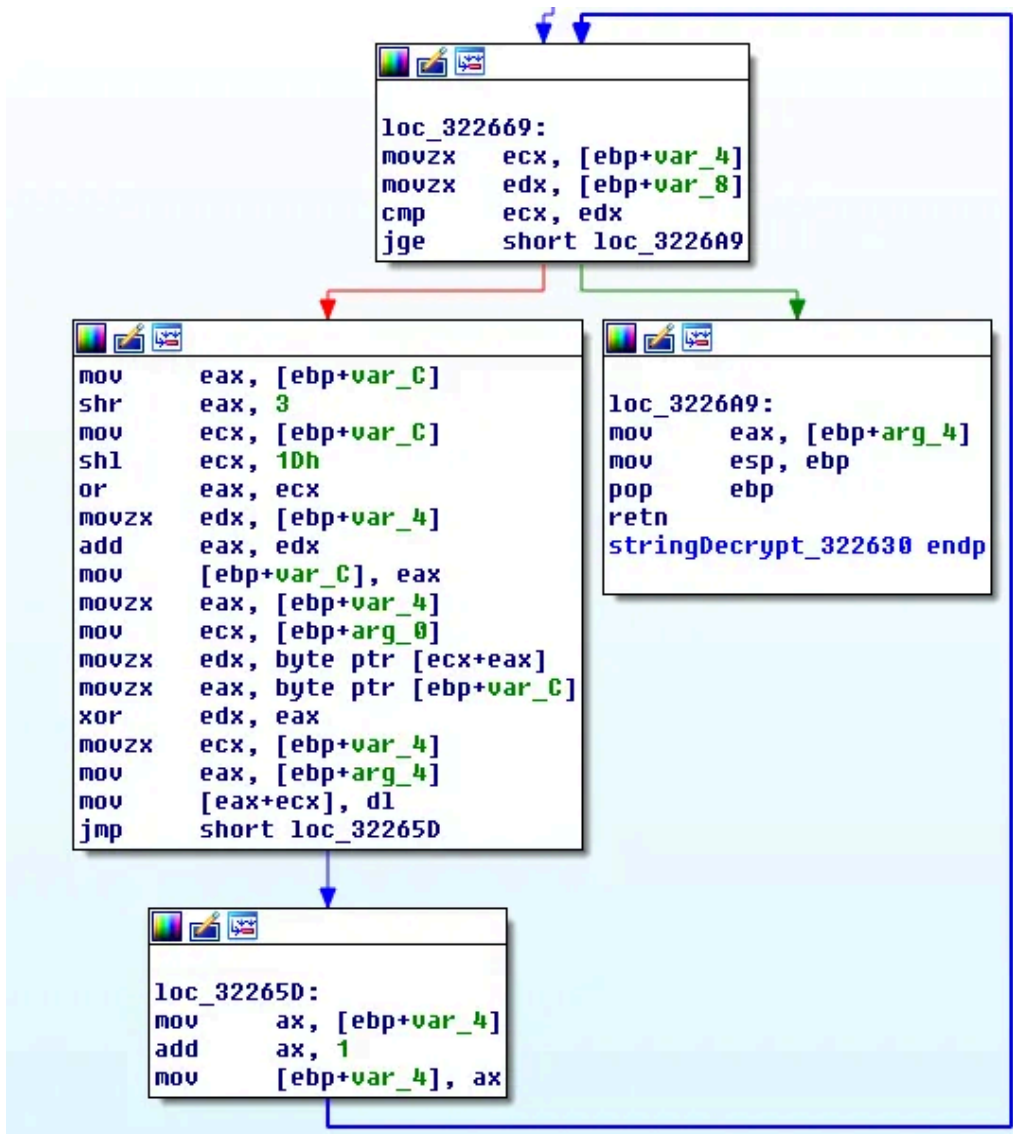 loc_322669:
movzx ecx, [ebp+var_4]
movzx edx, [ebp+var_8]
cmp ecx, edx
jge short loc_3226A9
mov eax, [ebp+var_C]
shr eax, 3
mov ecx, [ebp+var_C]
shl ecx, 1Dh
or eax, ecx
movzx edx, [ebp+var_4]
add eax, edx
mov [ebp+var_C], eax
movzx eax, [ebp+var_4]
mov ecx, [ebp+arg_0]
movzx edx, byte ptr [ecx+eax]
movzx eax, byte ptr [ebp+var_C]
xor edx, eax
movzx ecx, [ebp+var_4]
mov eax, [ebp+arg_4]
mov [eax+ecx], dl
jmp short loc_32265D
loc_3226A9:
mov eax, [ebp+arg_4]
mov esp, ebp
pop ebp
retn
stringDecrypt_322630 endp
loc_32265D:
mov ax, [ebp+var_4]
add ax, 1
mov [ebp+var_4], ax